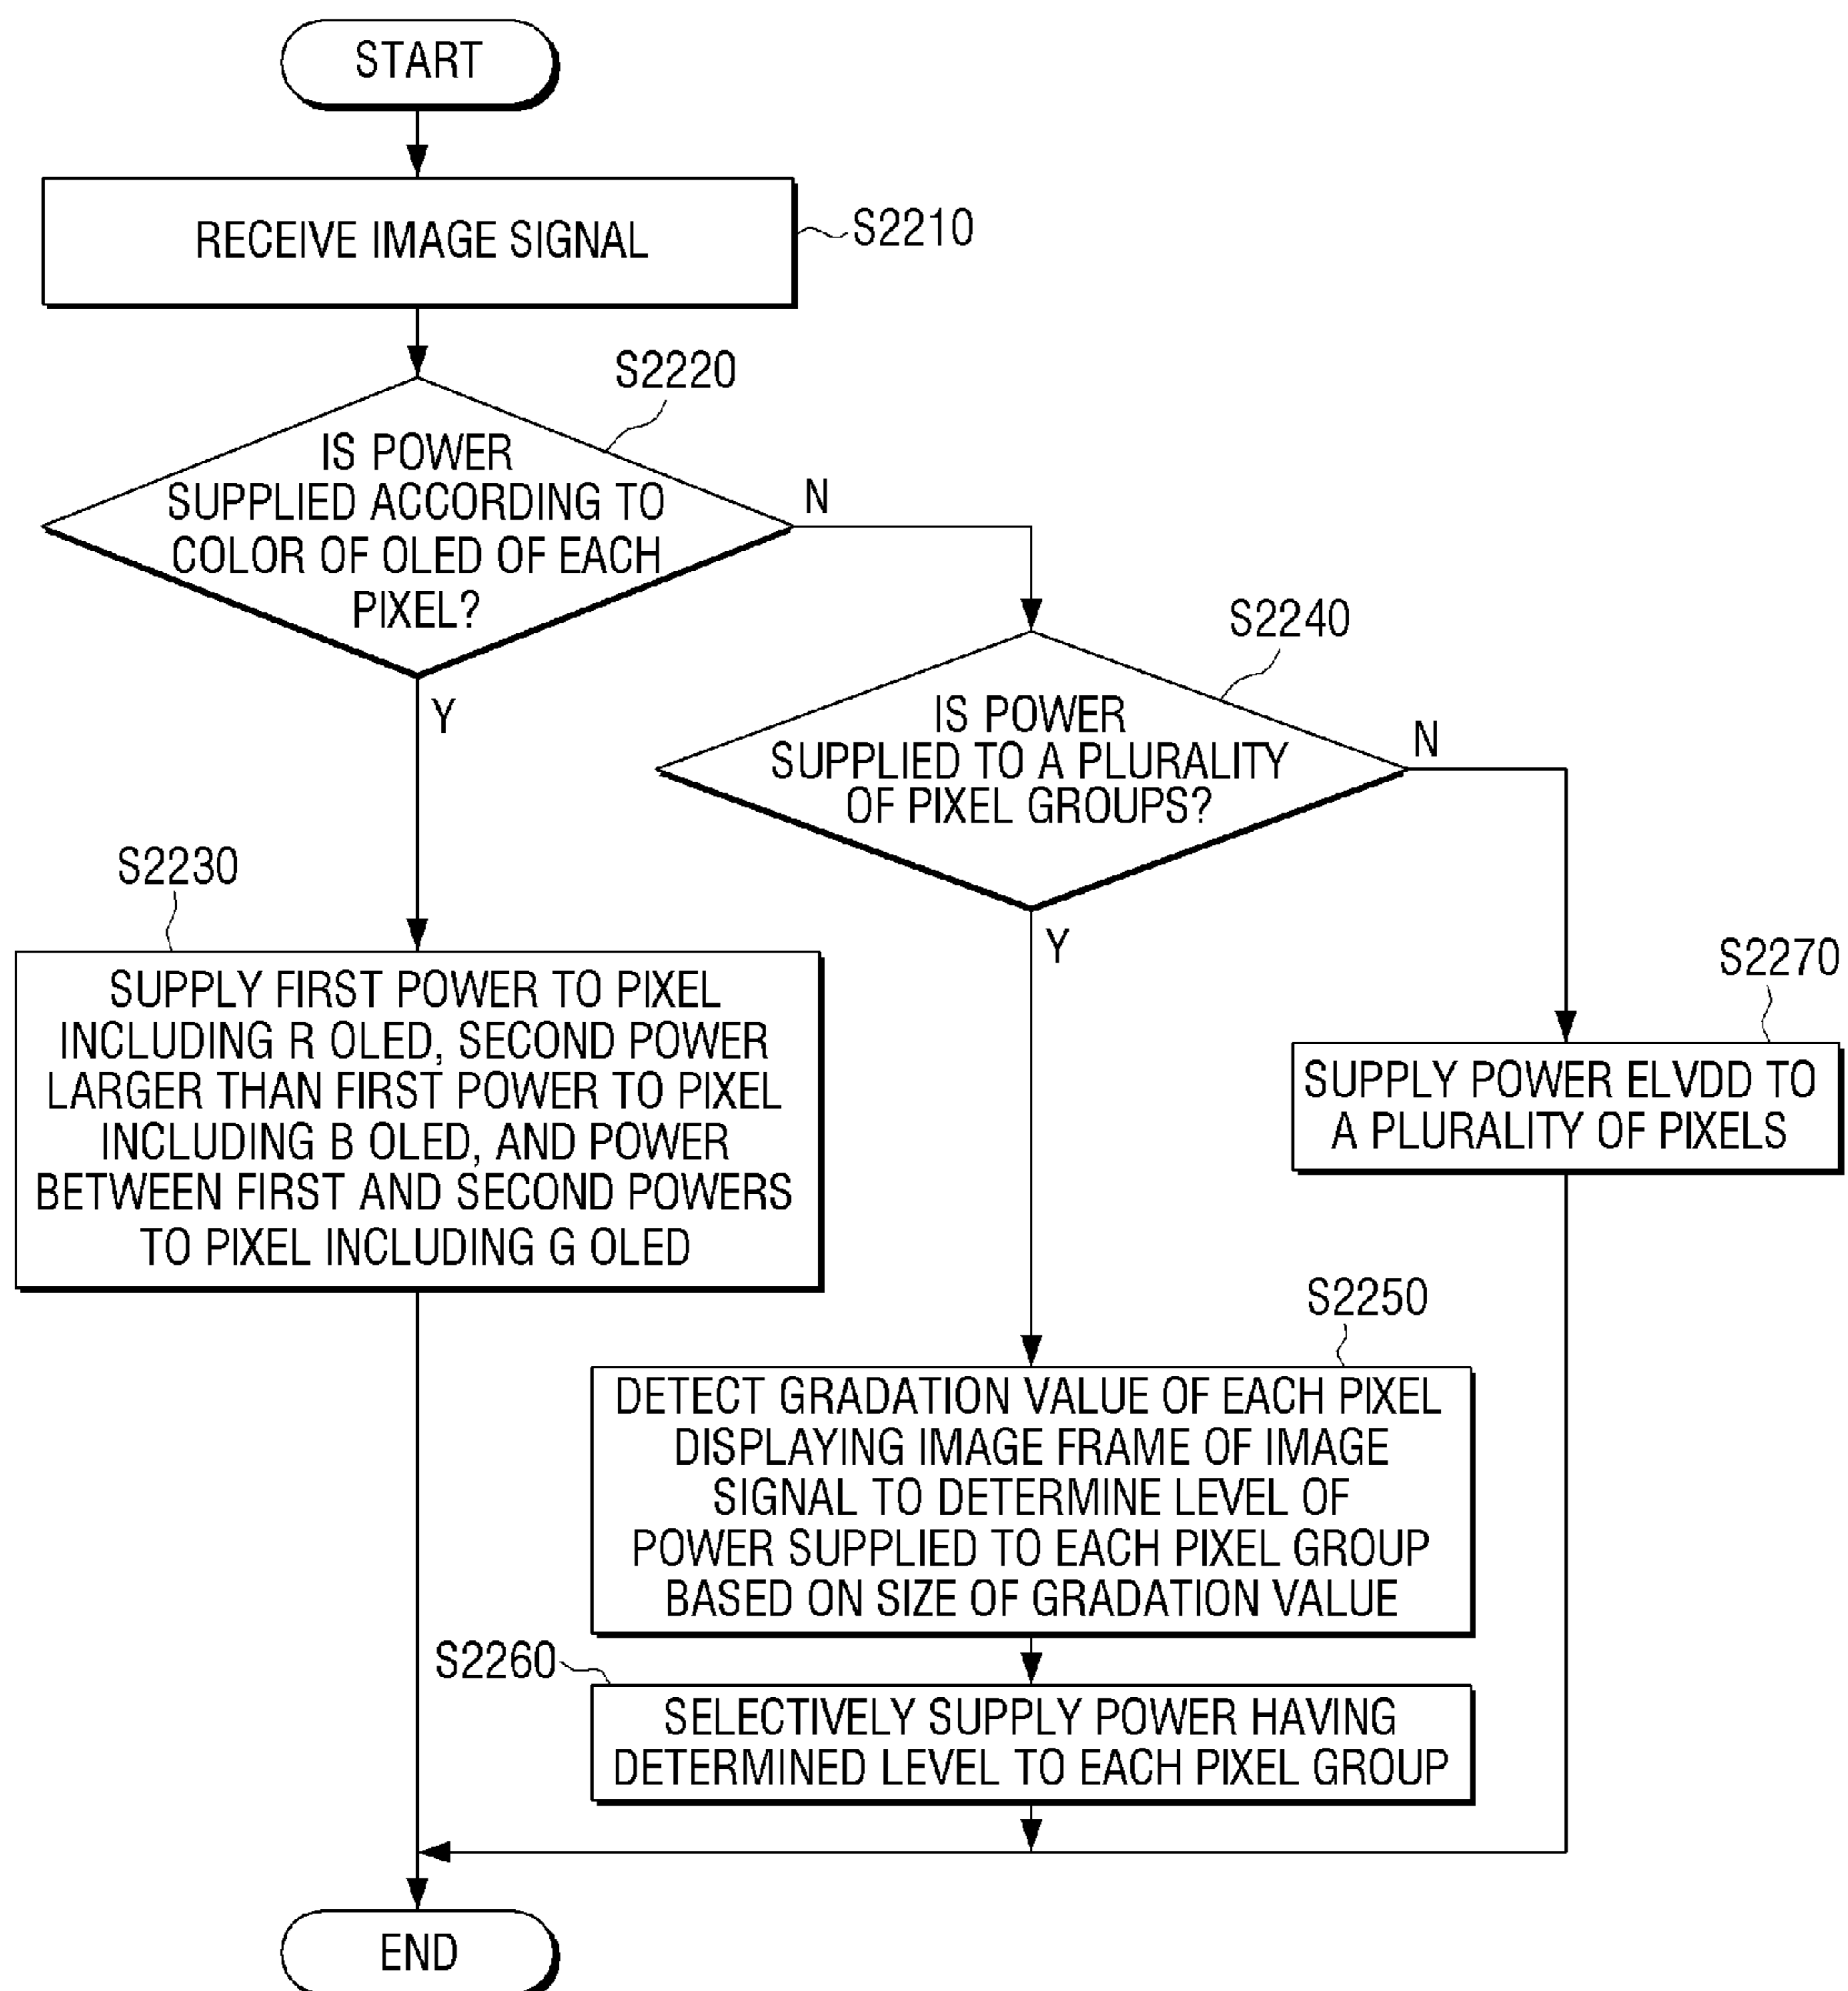 START
RECEIVE IMAGE SIGNAL
S2210
S2220
IS POWER
SUPPLIED ACCORDING TO
COLOR OF OLED OF EACH
PIXEL?
N
Y
S2240
IS POWER
SUPPLIED TO A PLURALITY
OF PIXEL GROUPS?
N
Y
S2230
SUPPLY FIRST POWER TO PIXEL
INCLUDING R OLED, SECOND POWER
LARGER THAN FIRST POWER TO PIXEL
INCLUDING B OLED, AND POWER
BETWEEN FIRST AND SECOND POWERS
TO PIXEL INCLUDING G OLED
S2270
SUPPLY POWER ELVDD TO
A PLURALITY OF PIXELS
S2250
DETECT GRADATION VALUE OF EACH PIXEL
DISPLAYING IMAGE FRAME OF IMAGE
SIGNAL TO DETERMINE LEVEL OF
POWER SUPPLIED TO EACH PIXEL GROUP
BASED ON SIZE OF GRADATION VALUE
S2260
SELECTIVELY SUPPLY POWER HAVING
DETERMINED LEVEL TO EACH PIXEL GROUP
END